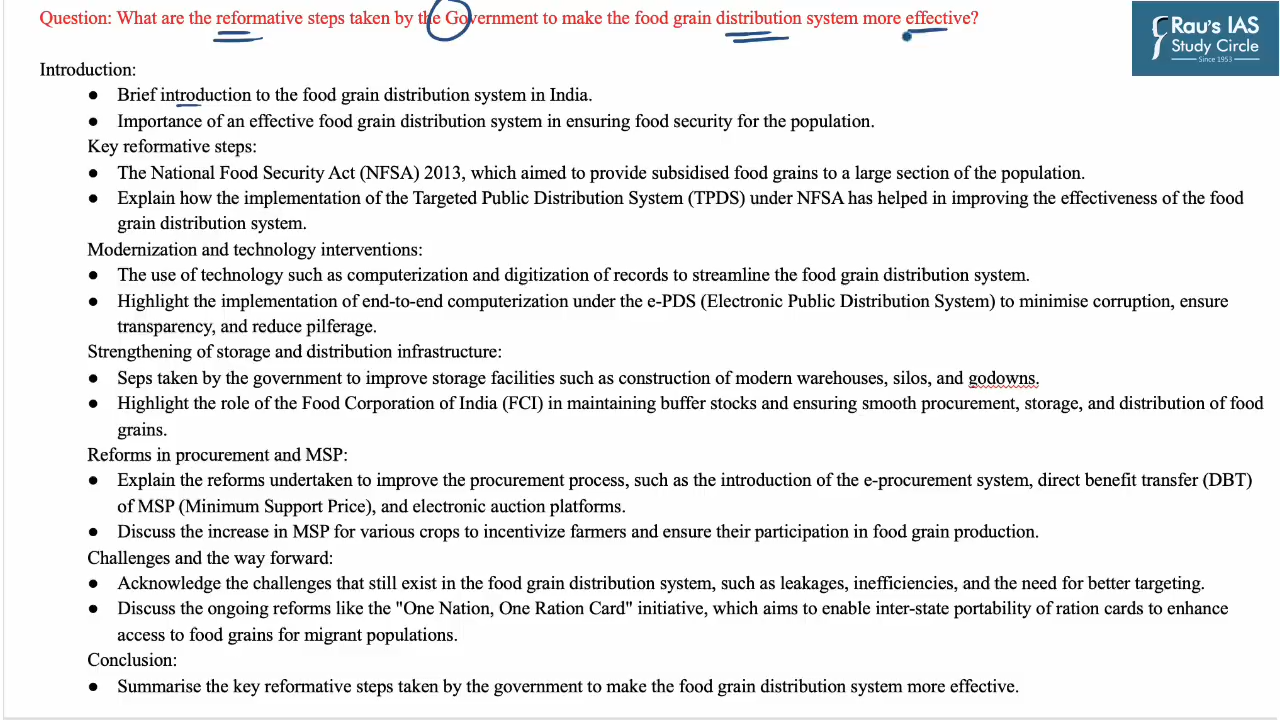 Question: What are the reformative steps taken by the Government to make the food grain distribution system more effective?
Rau's IAS
Study Circle
Since 1953
Introduction:
● Brief introduction to the food grain distribution system in India.
● Importance of an effective food grain distribution system in ensuring food security for the population.
Key reformative steps:
● The National Food Security Act (NFSA) 2013, which aimed to provide subsidised food grains to a large section of the population.
● Explain how the implementation of the Targeted Public Distribution System (TPDS) under NFSA has helped in improving the effectiveness of the food
grain distribution system.
Modernization and technology interventions:
● The use of technology such as computerization and digitization of records to streamline the food grain distribution system.
● Highlight the implementation of end-to-end computerization under the e-PDS (Electronic Public Distribution System) to minimise corruption, ensure
transparency, and reduce pilferage.
Strengthening of storage and distribution infrastructure:
● Seps taken by the government to improve storage facilities such as construction of modern warehouses, silos, and godowns.
● Highlight the role of the Food Corporation of India (FCI) in maintaining buffer stocks and ensuring smooth procurement, storage, and distribution of food
grains.
Reforms in procurement and MSP:
● Explain the reforms undertaken to improve the procurement process, such as the introduction of the e-procurement system, direct benefit transfer (DBT)
of MSP (Minimum Support Price), and electronic auction platforms.
● Discuss the increase in MSP for various crops to incentivize farmers and ensure their participation in food grain production.
Challenges and the way forward:
● Acknowledge the challenges that still exist in the food grain distribution system, such as leakages, inefficiencies, and the need for better targeting.
● Discuss the ongoing reforms like the "One Nation, One Ration Card" initiative, which aims to enable inter-state portability of ration cards to enhance
access to food grains for migrant populations.
Conclusion:
● Summarise the key reformative steps taken by the government to make the food grain distribution system more effective.